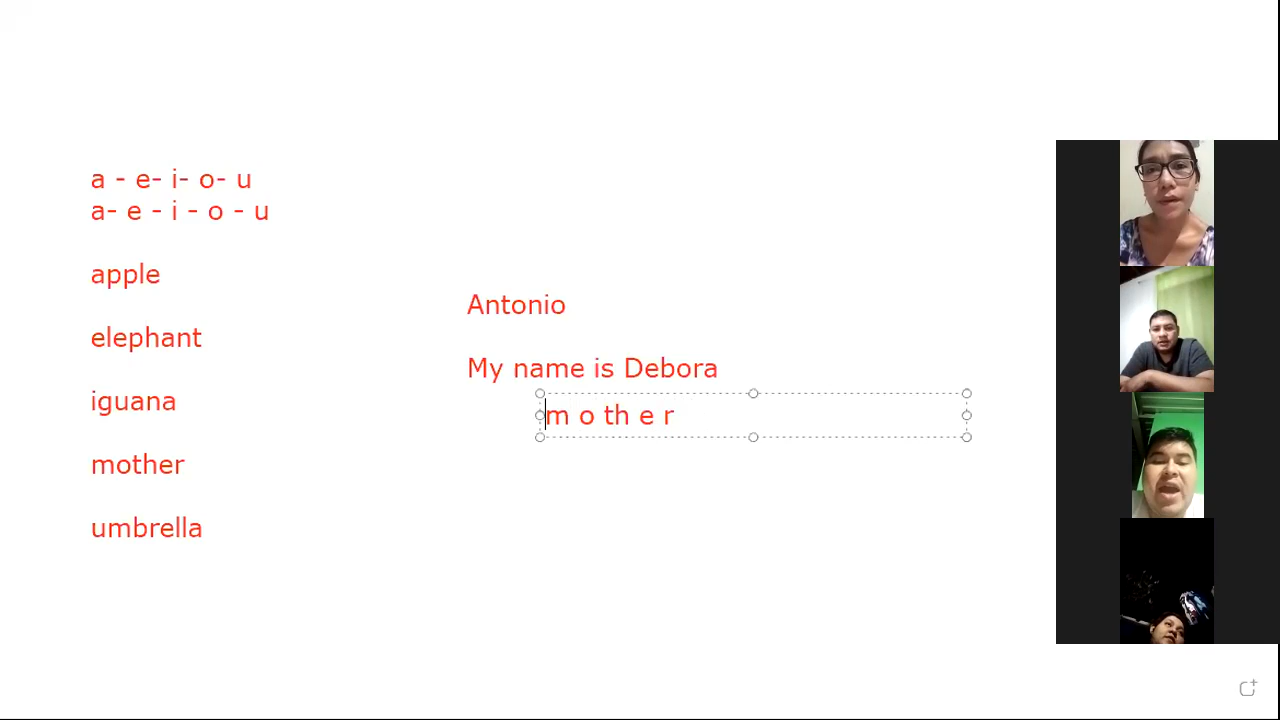 a - e- i- o- u
a- e - i - o - u
apple
elephant
iguana
mother
umbrella
Antonio
My name is Debora
m o th e r